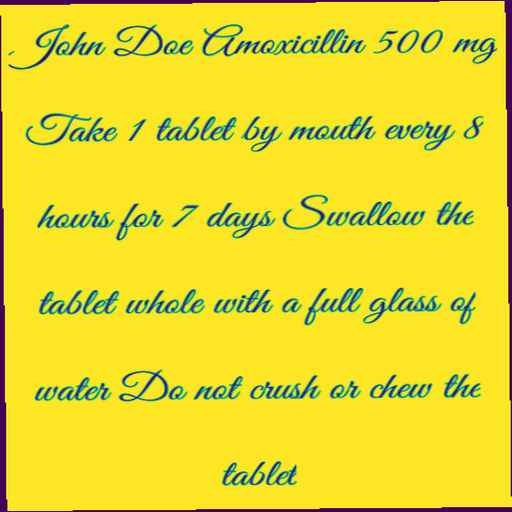 John Doe Amoxicillin 500 mg
Take 1 tablet by mouth every 8
hours for 7 days Swallow the
tablet whole with a full glass of
water Do not crush or chew the
tablet